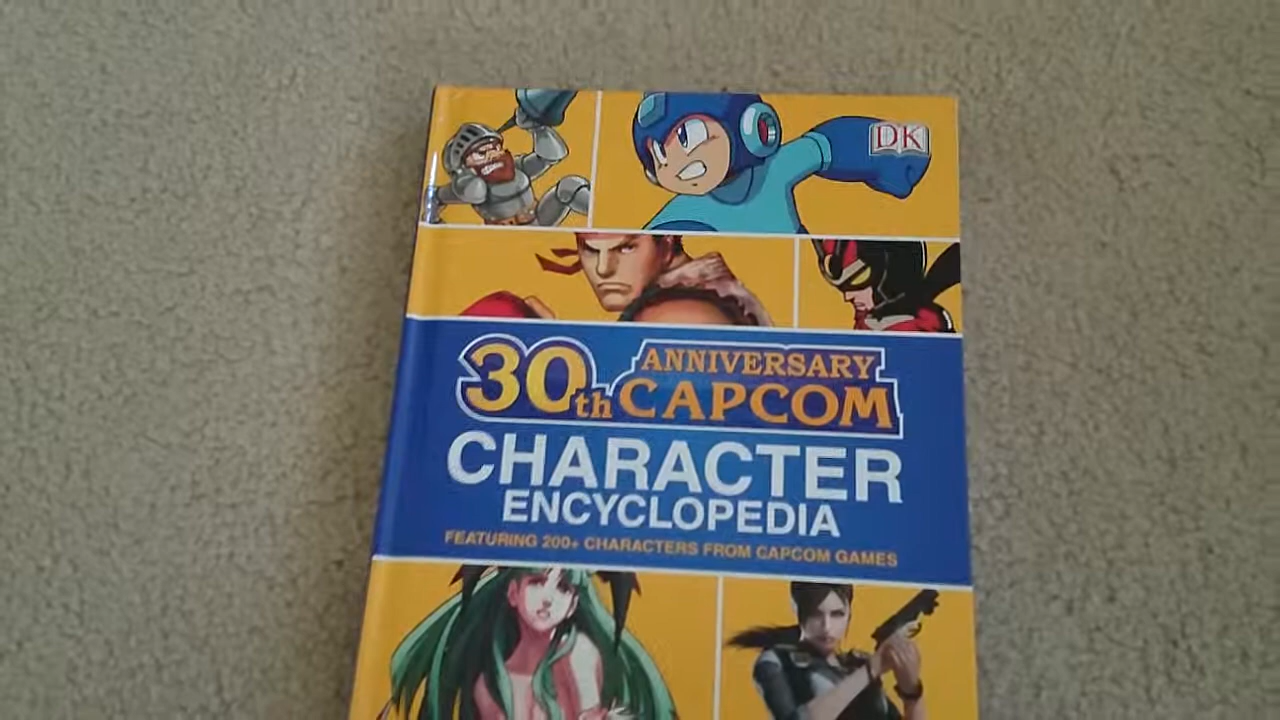 DK
30th ANNIVERSARY
CAPCOM
CHARACTER
ENCYCLOPEDIA
FEATURING 200+ CHARACTERS FROM CAPCOM GAMES